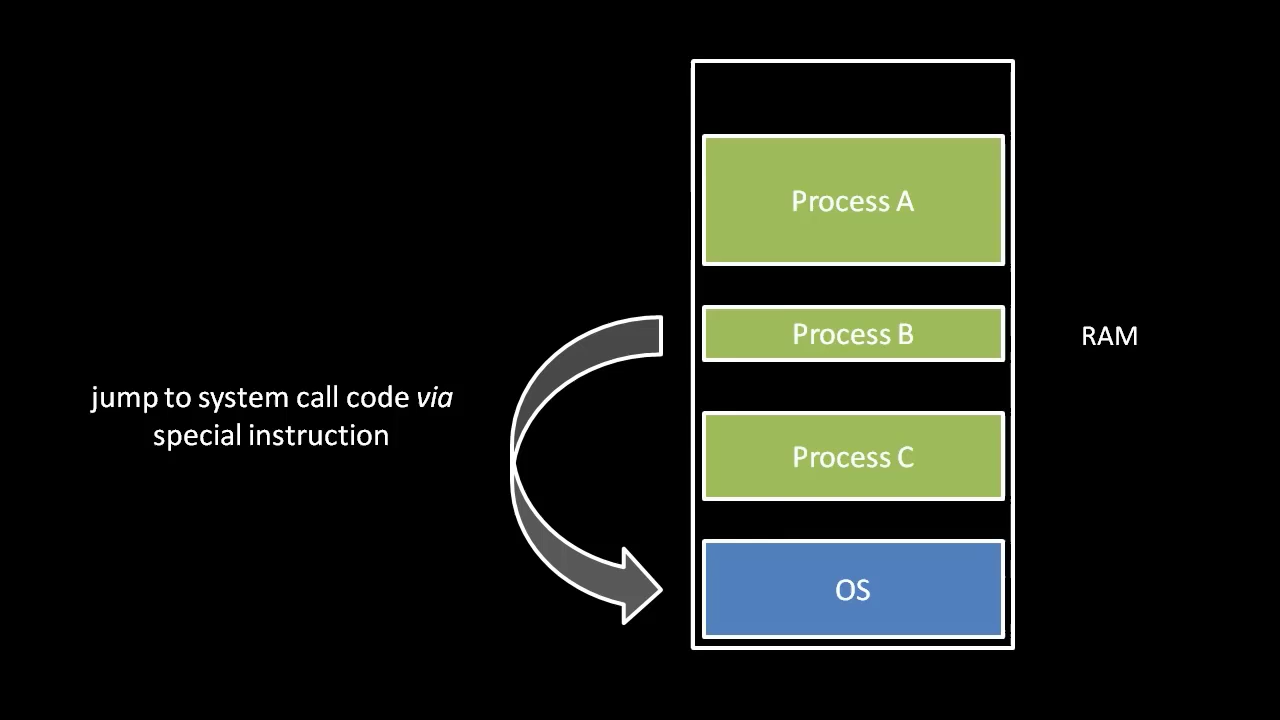 Process A
Process B
RAM
jump to system call code via
special instruction
Process C
OS